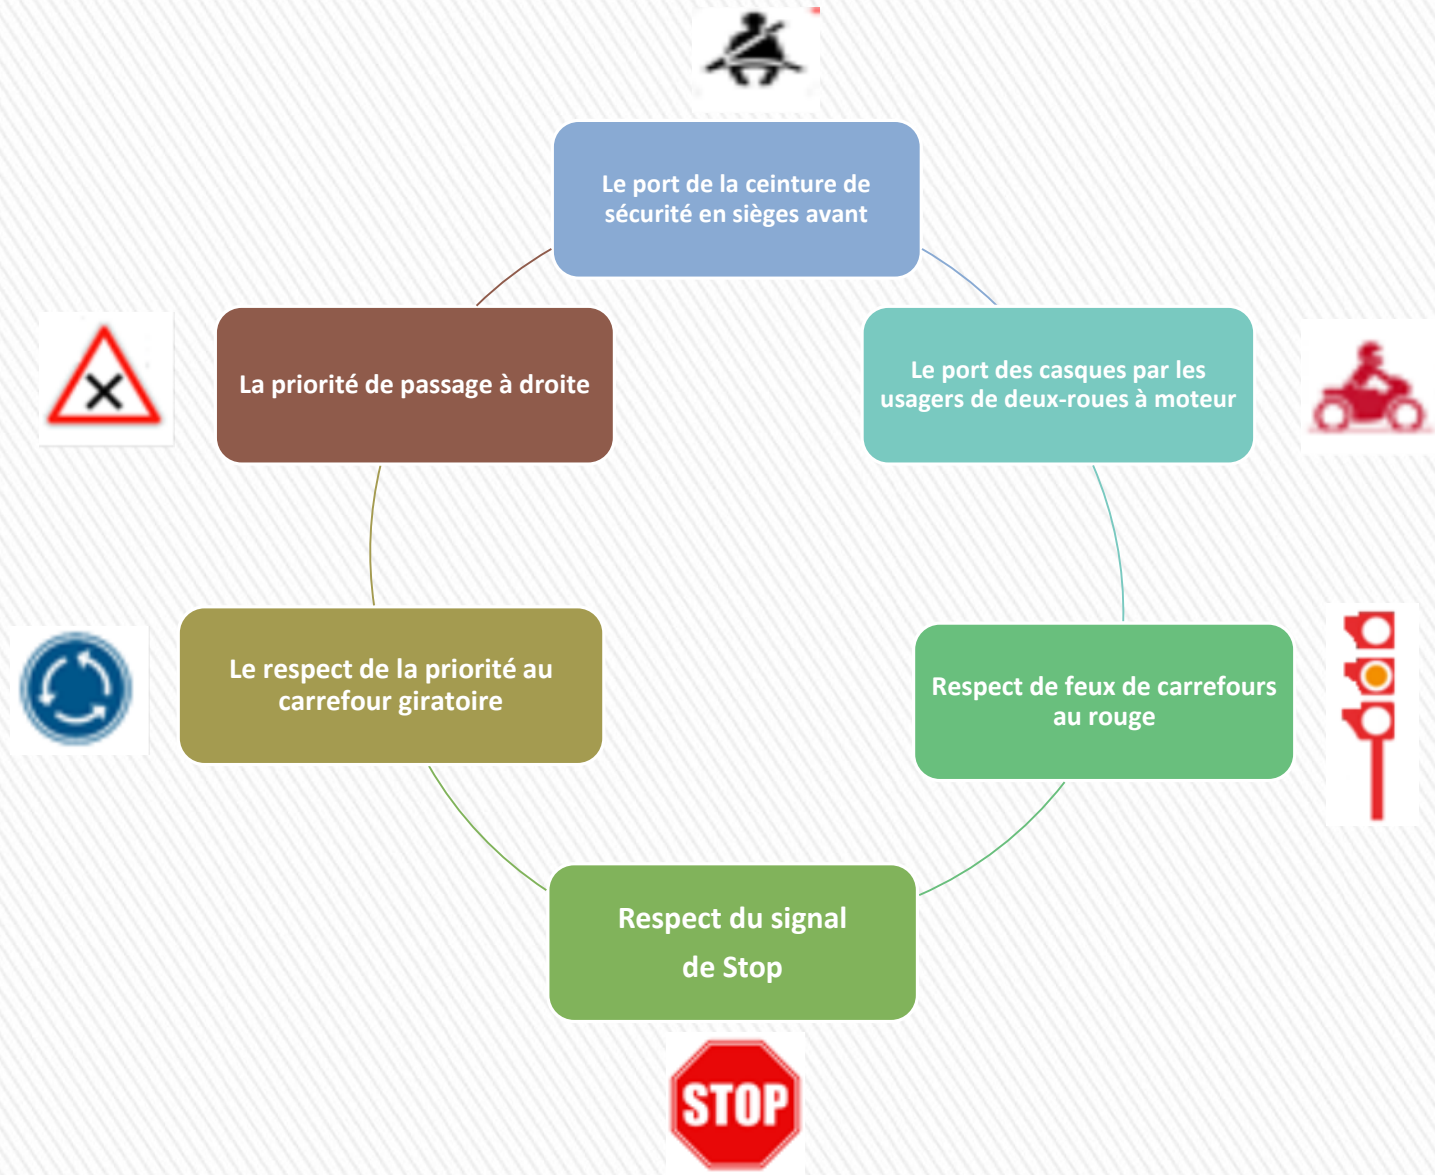 Le port de la ceinture de
sécurité en sièges avant
La priorité de passage à droite
Le port des casques par les
usagers de deux-roues à moteur
Le respect de la priorité au
carrefour giratoire
Respect de feux de carrefours
au rouge
Respect du signal
de Stop
STOP